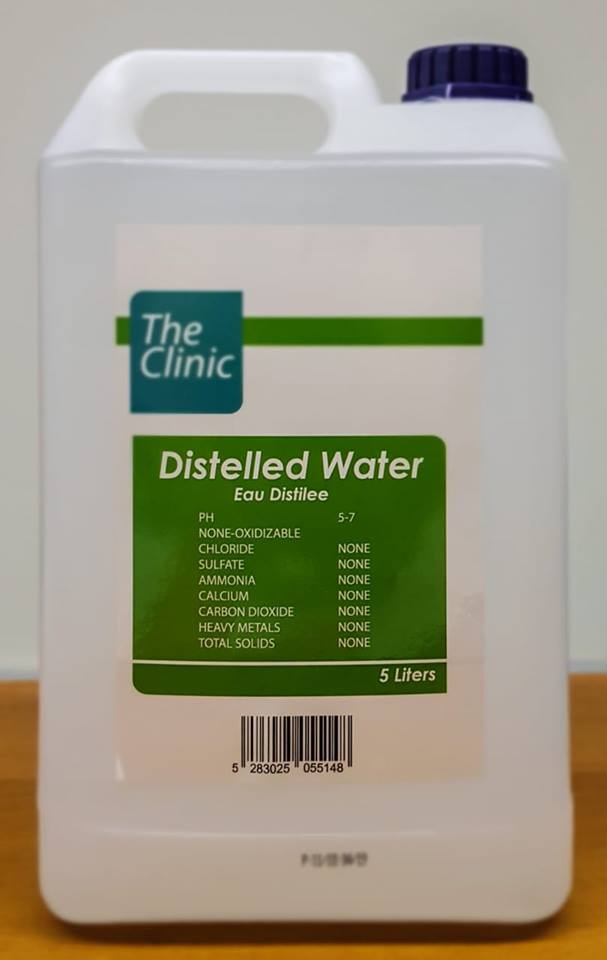 The
Clinic
Distelled Water
Eau Distilee
PH 5-7
NONE-OXIDIZABLE
CHLORIDE NONE
SULFATE NONE
AMMONIA NONE
CALCIUM NONE
CARBON DIOXIDE NONE
HEAVY METALS NONE
TOTAL SOLIDS NONE
5 Liters
5 283025 055148